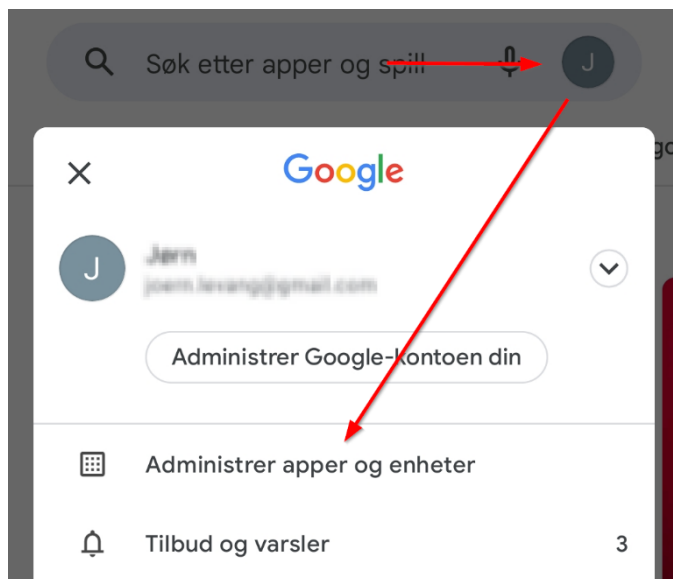 Søk etter apper og spill
J
Google
J
Administrer Google-kontoen din
Administrer apper og enheter
Tilbud og varsler 3